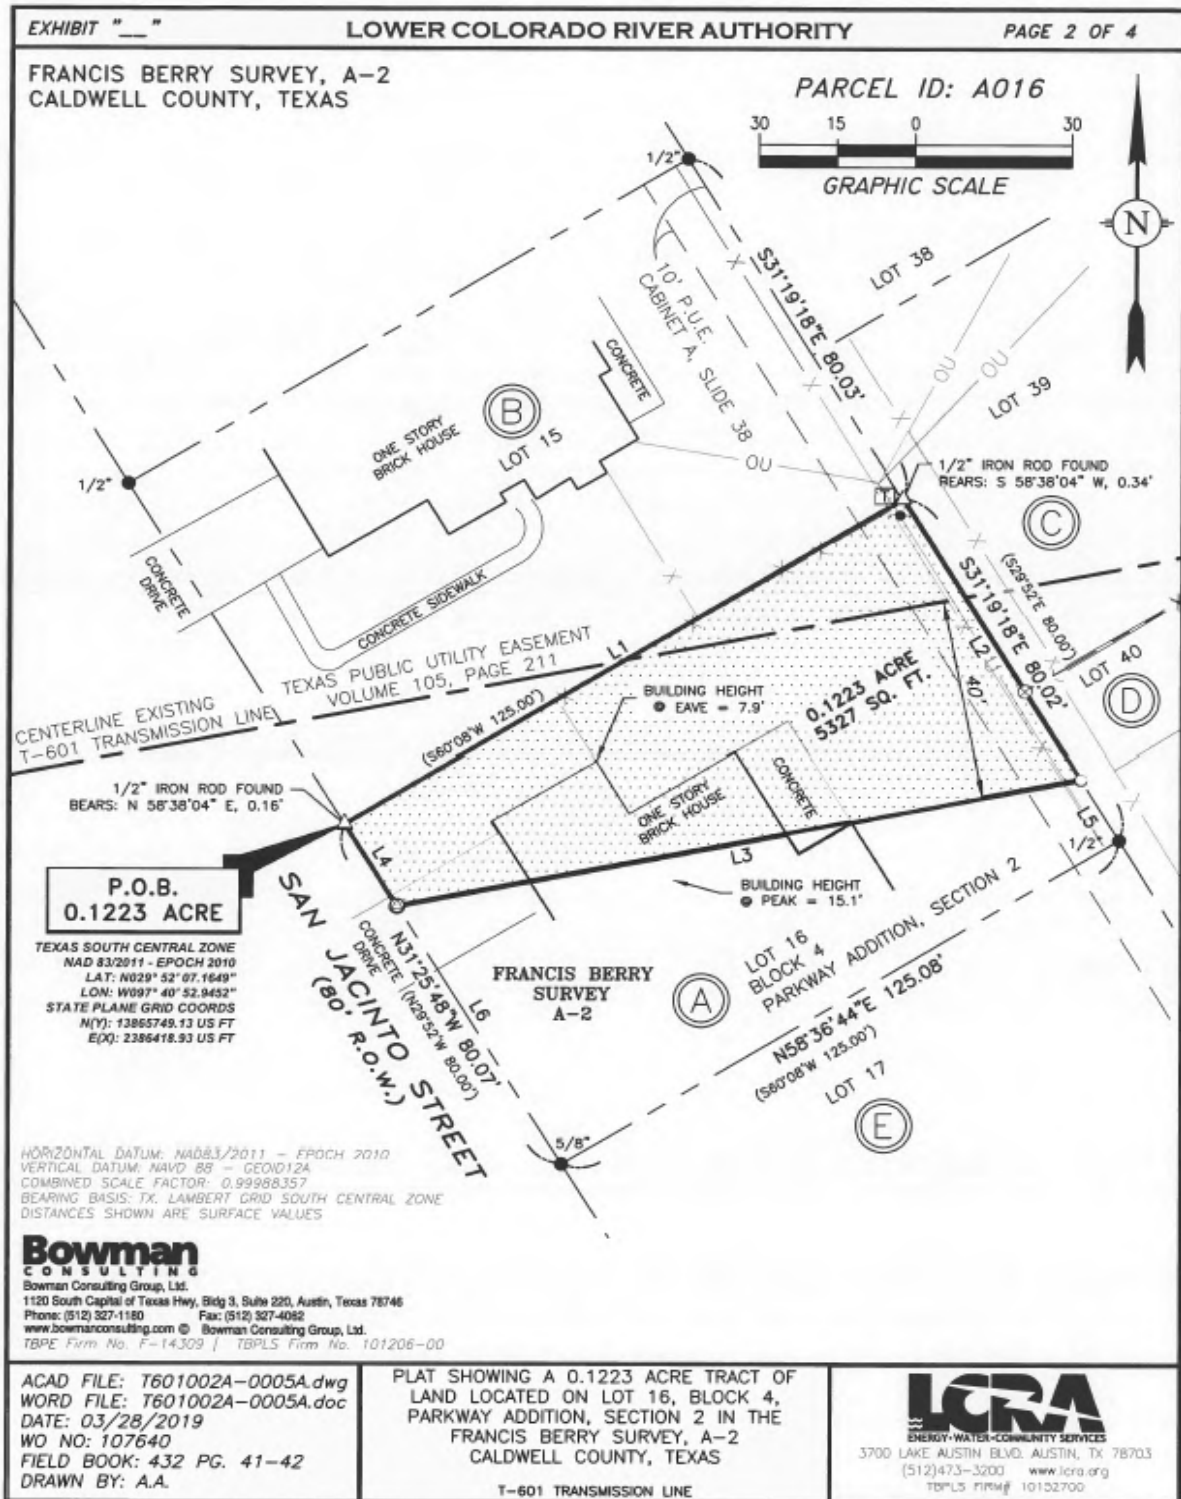 EXHIBIT "__"
LOWER COLORADO RIVER AUTHORITY
PAGE 2 OF 4
FRANCIS BERRY SURVEY, A-2
CALDWELL COUNTY, TEXAS
PARCEL ID: A016
30 15 0 30
GRAPHIC SCALE
N
1/2"
10' P.U.E.
CABINET A, SLIDE 38
S31°19'18"E 80.03'
LOT 38
OU
OU
LOT 39
CONCRETE
B
ONE STORY
BRICK HOUSE
LOT 15
OU
1/2"
T
1/2" IRON ROD FOUND
BEARS: S 58°38'04" W, 0.34'
C
CONCRETE
DRIVE
CONCRETE SIDEWALK
S31°19'18"E 80.02'
(S29°52'E 80.00')
L2
LOT 40
D
L1
TEXAS PUBLIC UTILITY EASEMENT
VOLUME 105, PAGE 211
CENTERLINE EXISTING
T-601 TRANSMISSION LINE
(S60°08'W 125.00')
BUILDING HEIGHT
@ EAVE = 7.9'
0.1223 ACRE
5327 SQ. FT.
40'
1/2" IRON ROD FOUND
BEARS: N 58°38'04" E, 0.16'
ONE STORY
BRICK HOUSE
CONCRETE
L5
1/2"
L4
L3
P.O.B.
0.1223 ACRE
BUILDING HEIGHT
@ PEAK = 15.1'
TEXAS SOUTH CENTRAL ZONE
NAD 83/2011 - EPOCH 2010
LAT: N029° 52' 07.1649"
LON: W097° 40' 52.9452"
STATE PLANE GRID COORDS
N(Y): 13865749.13 US FT
E(X): 2386418.93 US FT
SAN JACINTO STREET
(80' R.O.W.)
CONCRETE
DRIVE
N31°25'48"W 80.07'
(N29°52'W 80.00')
L6
FRANCIS BERRY
SURVEY
A-2
A
LOT 16
BLOCK 4
PARKWAY ADDITION, SECTION 2
N58°36'44"E 125.08'
(S60°08'W 125.00')
LOT 17
E
5/8"
HORIZONTAL DATUM: NAD83/2011 - EPOCH 2010
VERTICAL DATUM: NAVD 88 - GEOID12A
COMBINED SCALE FACTOR: 0.99988357
BEARING BASIS: TX. LAMBERT GRID SOUTH CENTRAL ZONE
DISTANCES SHOWN ARE SURFACE VALUES
Bowman
CONSULTING
Bowman Consulting Group, Ltd.
1120 South Capital of Texas Hwy, Bldg 3, Suite 220, Austin, Texas 78746
Phone: (512) 327-1180 Fax: (512) 327-4062
www.bowmanconsulting.com © Bowman Consulting Group, Ltd.
TBPE Firm No. F-14309 | TBPLS Firm No. 101206-00
ACAD FILE: T601002A-0005A.dwg
WORD FILE: T601002A-0005A.doc
DATE: 03/28/2019
WO NO: 107640
FIELD BOOK: 432 PG. 41-42
DRAWN BY: A.A.
PLAT SHOWING A 0.1223 ACRE TRACT OF
LAND LOCATED ON LOT 16, BLOCK 4,
PARKWAY ADDITION, SECTION 2 IN THE
FRANCIS BERRY SURVEY, A-2
CALDWELL COUNTY, TEXAS
T-601 TRANSMISSION LINE
LCRA
ENERGY•WATER•COMMUNITY SERVICES
3700 LAKE AUSTIN BLVD. AUSTIN, TX 78703
(512)473-3200 www.lcra.org
TBPLS FIRM# 10152700